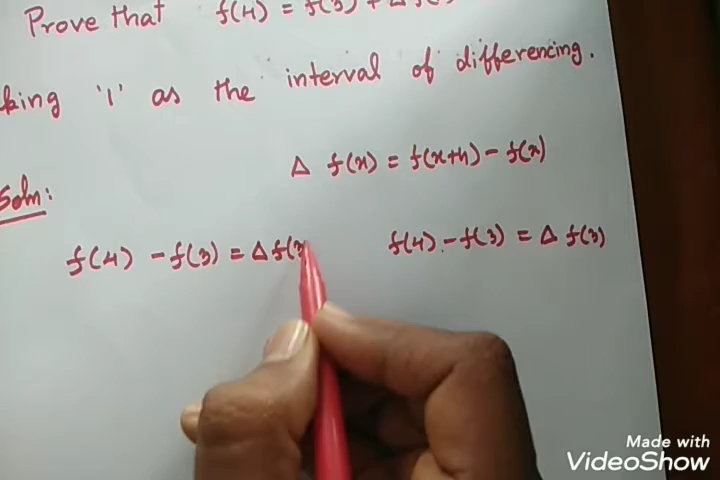 Prove that f(4) = f(3) + Δ f(
king '1' as the interval of differencing.
Δ f(x) = f(x+h) - f(x)
Soln:
f(4) - f(3) = Δ f(3 f(4) - f(3) = Δ f(3)
Made with
VideoShow